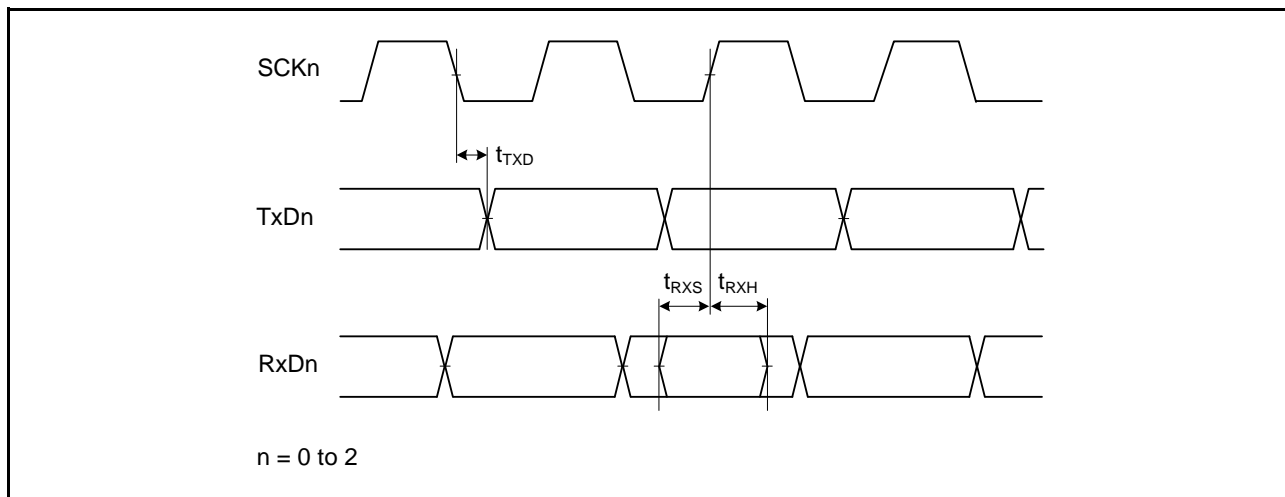 SCKn
tTXD
TxDn
tRXS tRXH
RxDn
n = 0 to 2